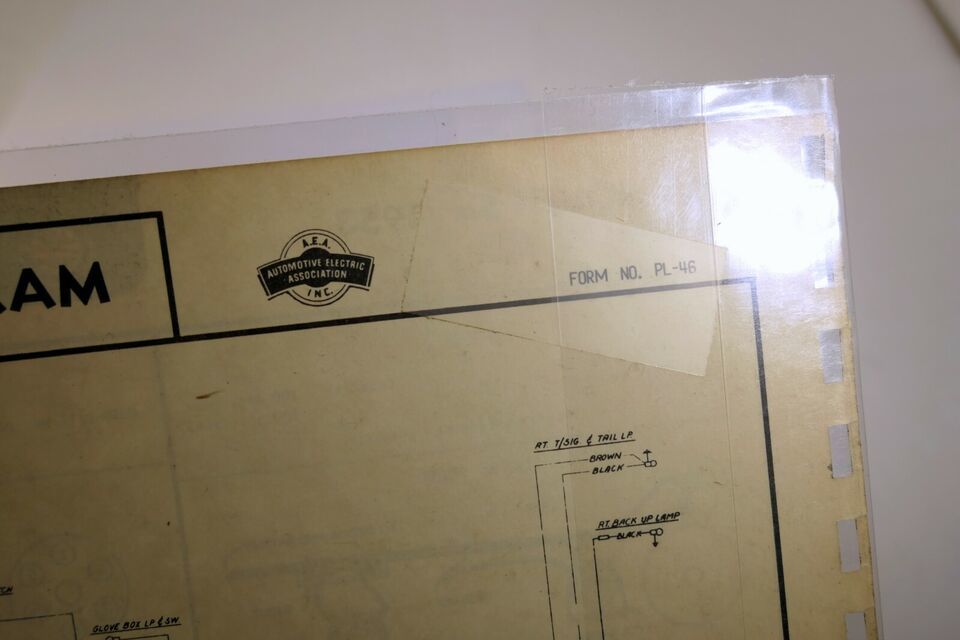 A.E.A.
AUTOMOTIVE ELECTRIC
ASSOCIATION
INC.
FORM NO. PL-46
RT. T/SIG. & TAIL LP.
BROWN
BLACK
RT. BACK UP LAMP
BLACK
GLOVE BOX LP & SW.